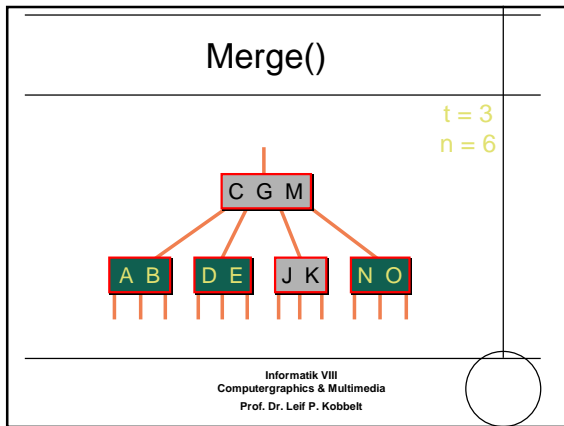 Merge()
t = 3
n = 6
C G M
A B D E J K N O
Informatik VIII
Computergraphics & Multimedia
Prof. Dr. Leif P. Kobbelt